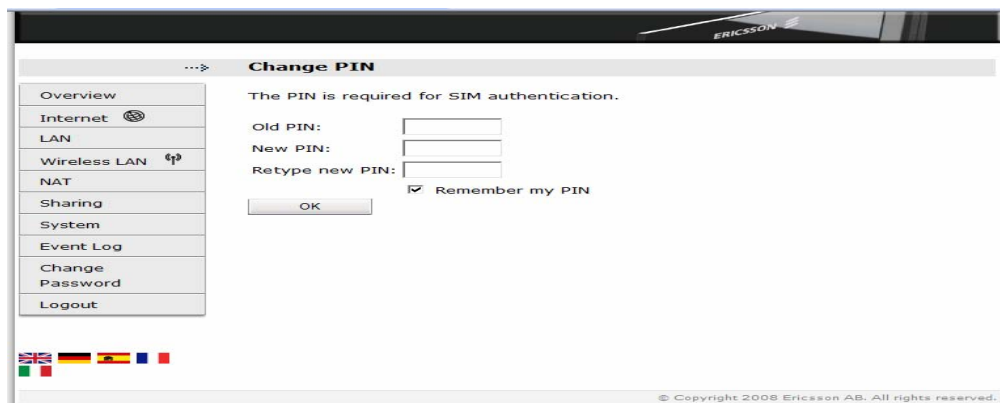 ERICSSON
Change PIN
Overview
Internet
LAN
Wireless LAN
NAT
Sharing
System
Event Log
Change
Password
Logout
The PIN is required for SIM authentication.
Old PIN:
New PIN:
Retype new PIN:
Remember my PIN
OK
© Copyright 2008 Ericsson AB. All rights reserved.